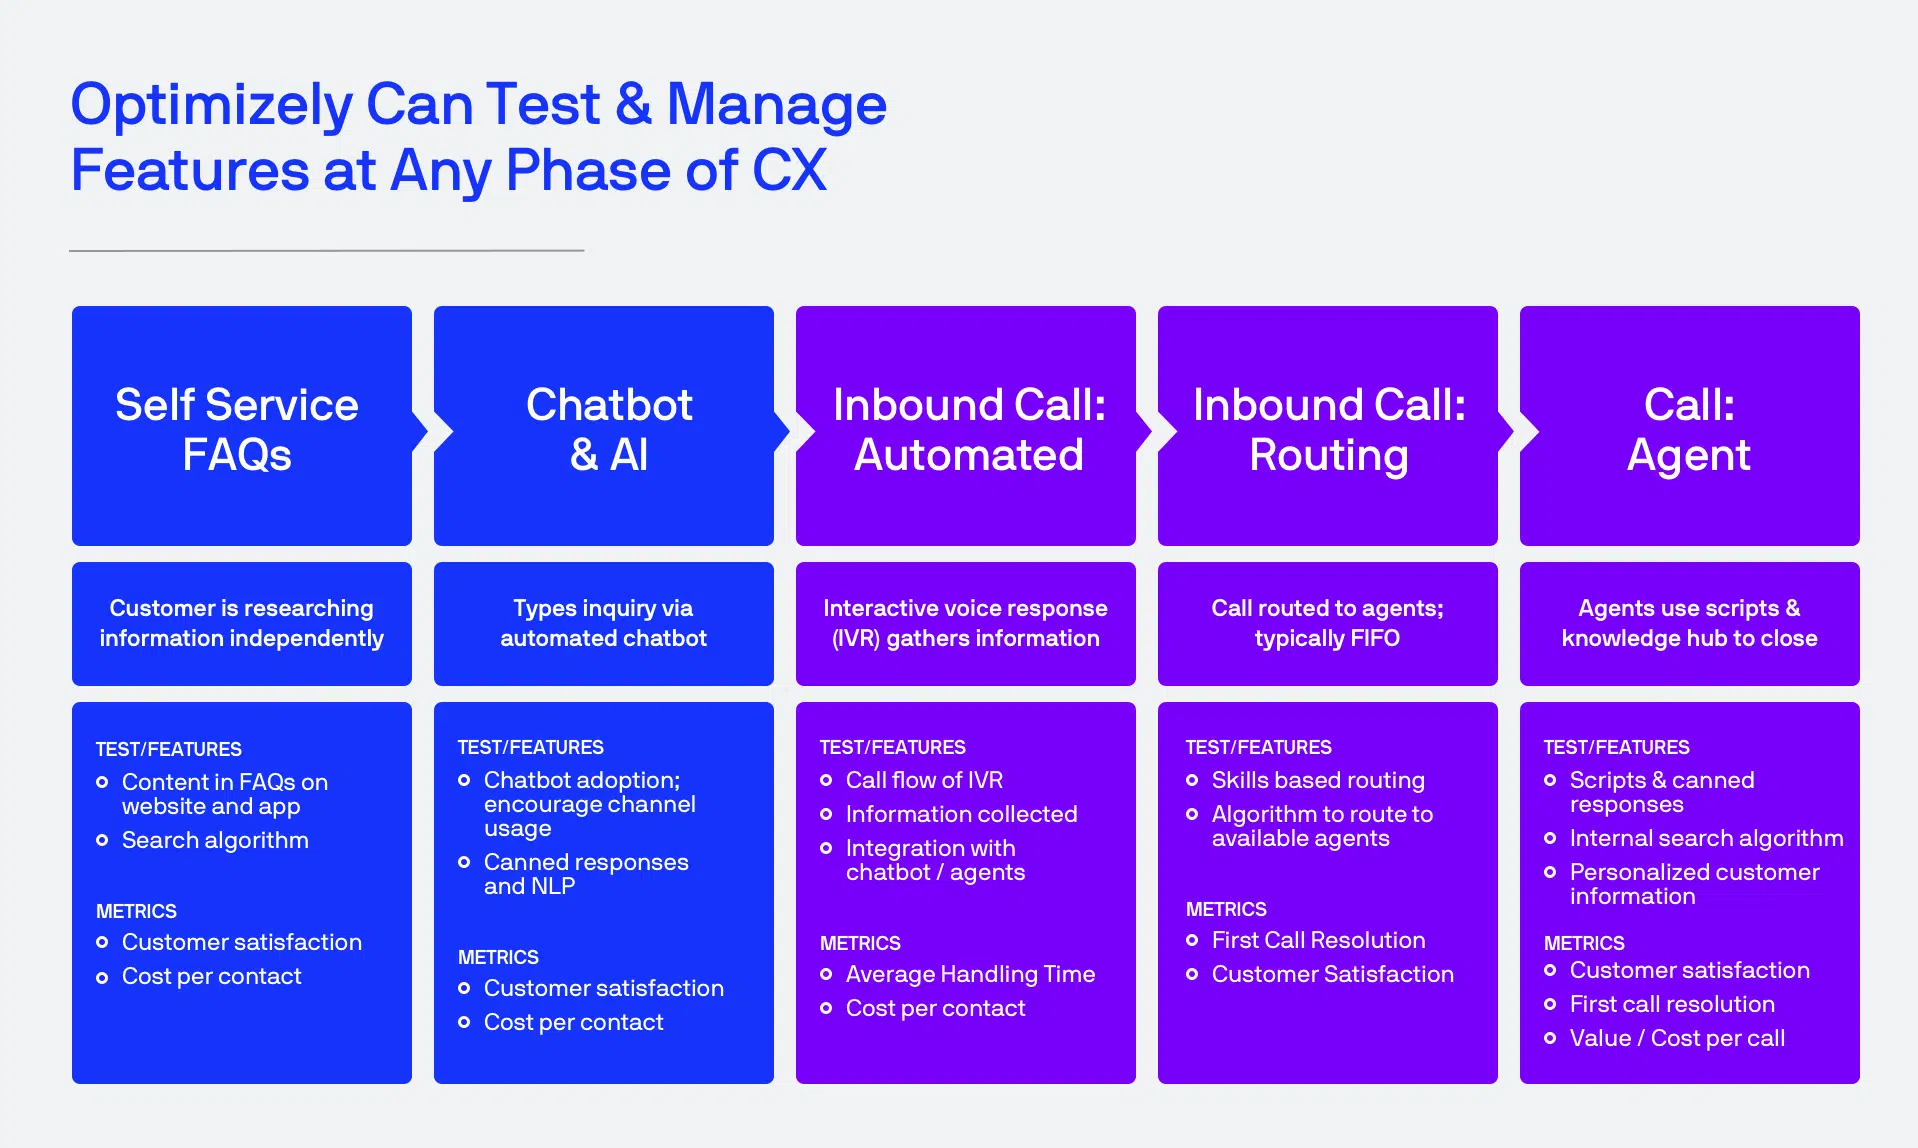 Optimizely Can Test & Manage
Features at Any Phase of CX
Self Service
FAQs
Customer is researching
information independently
TEST/FEATURES
Content in FAQs on
website and app
Search algorithm
METRICS
Customer satisfaction
Cost per contact
Chatbot
& AI
Types inquiry via
automated chatbot
TEST/FEATURES
Chatbot adoption;
encourage channel
usage
Canned responses
and NLP
METRICS
Customer satisfaction
Cost per contact
Inbound Call:
Automated
Interactive voice response
(IVR) gathers information
TEST/FEATURES
Call flow of IVR
Information collected
Integration with
chatbot / agents
METRICS
Average Handling Time
Cost per contact
Inbound Call:
Routing
Call routed to agents;
typically FIFO
TEST/FEATURES
Skills based routing
Algorithm to route to
available agents
METRICS
First Call Resolution
Customer Satisfaction
Call:
Agent
Agents use scripts &
knowledge hub to close
TEST/FEATURES
Scripts & canned
responses
Internal search algorithm
Personalized customer
information
METRICS
Customer satisfaction
First call resolution
Value / Cost per call